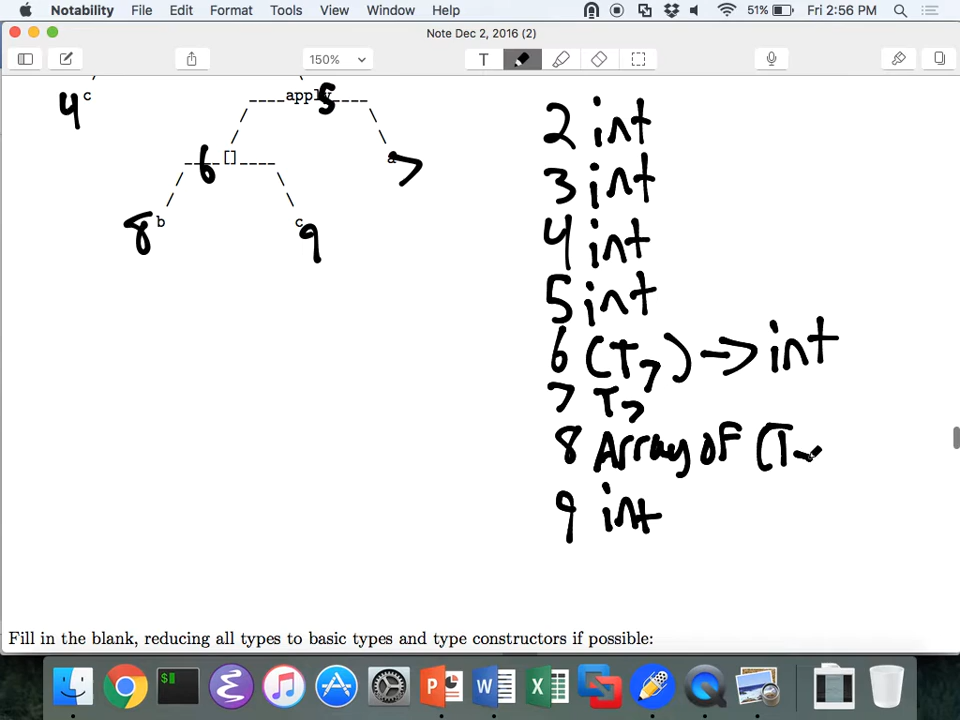 Notability File Edit Format Tools View Window Help 51% Fri 2:56 PM
Note Dec 2, 2016 (2)
150% T
4 c
____apply____ 5
/ \
/ \
6 ____[]____ a 7
/ \
/ \
8 b c 9
2 int
3 int
4 int
5 int
6 (T7) -> int
7 T7
8 Array of (T
9 int
Fill in the blank, reducing all types to basic types and type constructors if possible: